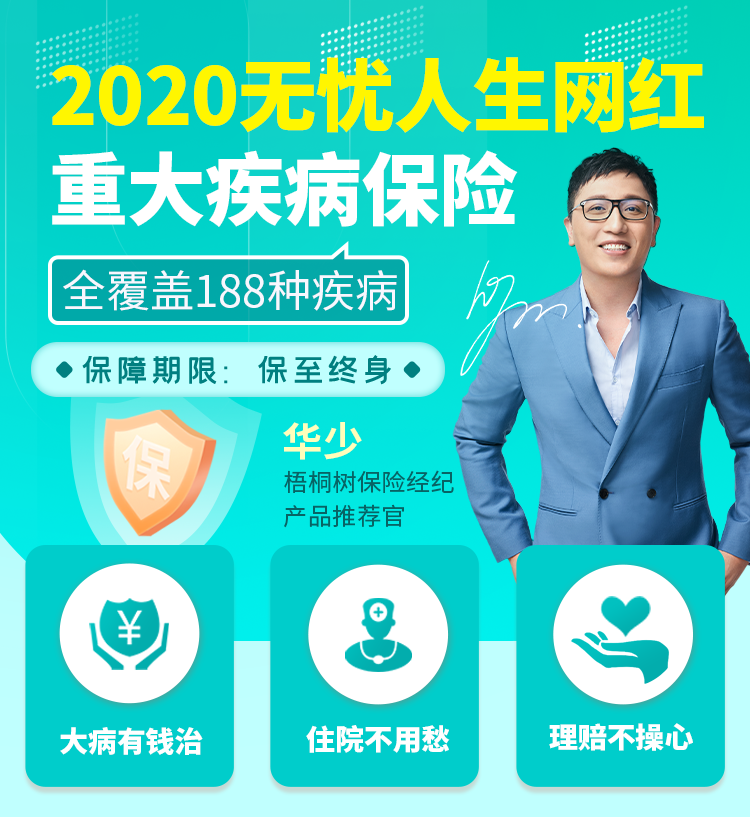 2020无忧人生网红
重大疾病保险
全覆盖188种疾病
保障期限：保至终身
保
华少
梧桐树保险经纪
产品推荐官
¥
大病有钱治
住院不用愁
理赔不操心